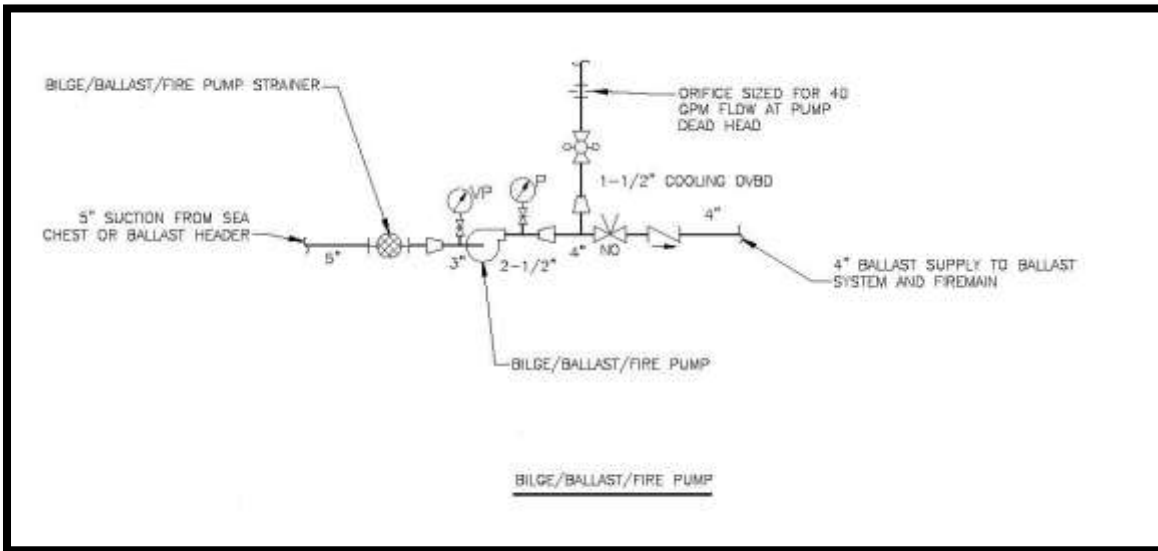 BILGE/BALLAST/FIRE PUMP STRAINER
ORIFICE SIZED FOR 40
GPM FLOW AT PUMP
DEAD HEAD
VP
P
1-1/2" COOLING OVBD
5" SUCTION FROM SEA
CHEST OR BALLAST HEADER
5"
3"
2-1/2"
4"
NO
4"
4" BALLAST SUPPLY TO BALLAST
SYSTEM AND FIREMAIN
BILGE/BALLAST/FIRE PUMP
BILGE/BALLAST/FIRE PUMP